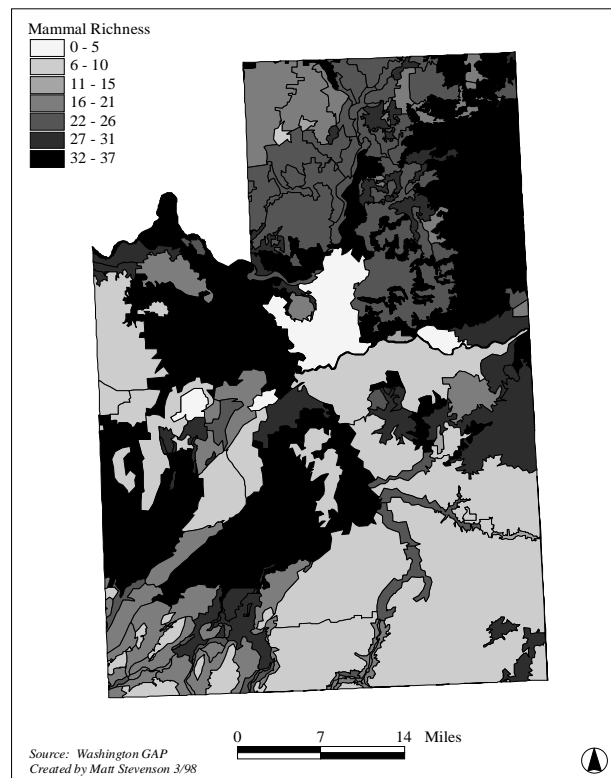 Mammal Richness
0 - 5
6 - 10
11 - 15
16 - 21
22 - 26
27 - 31
32 - 37
0 7 14 Miles
Source: Washington GAP
Created by Matt Stevenson 3/98